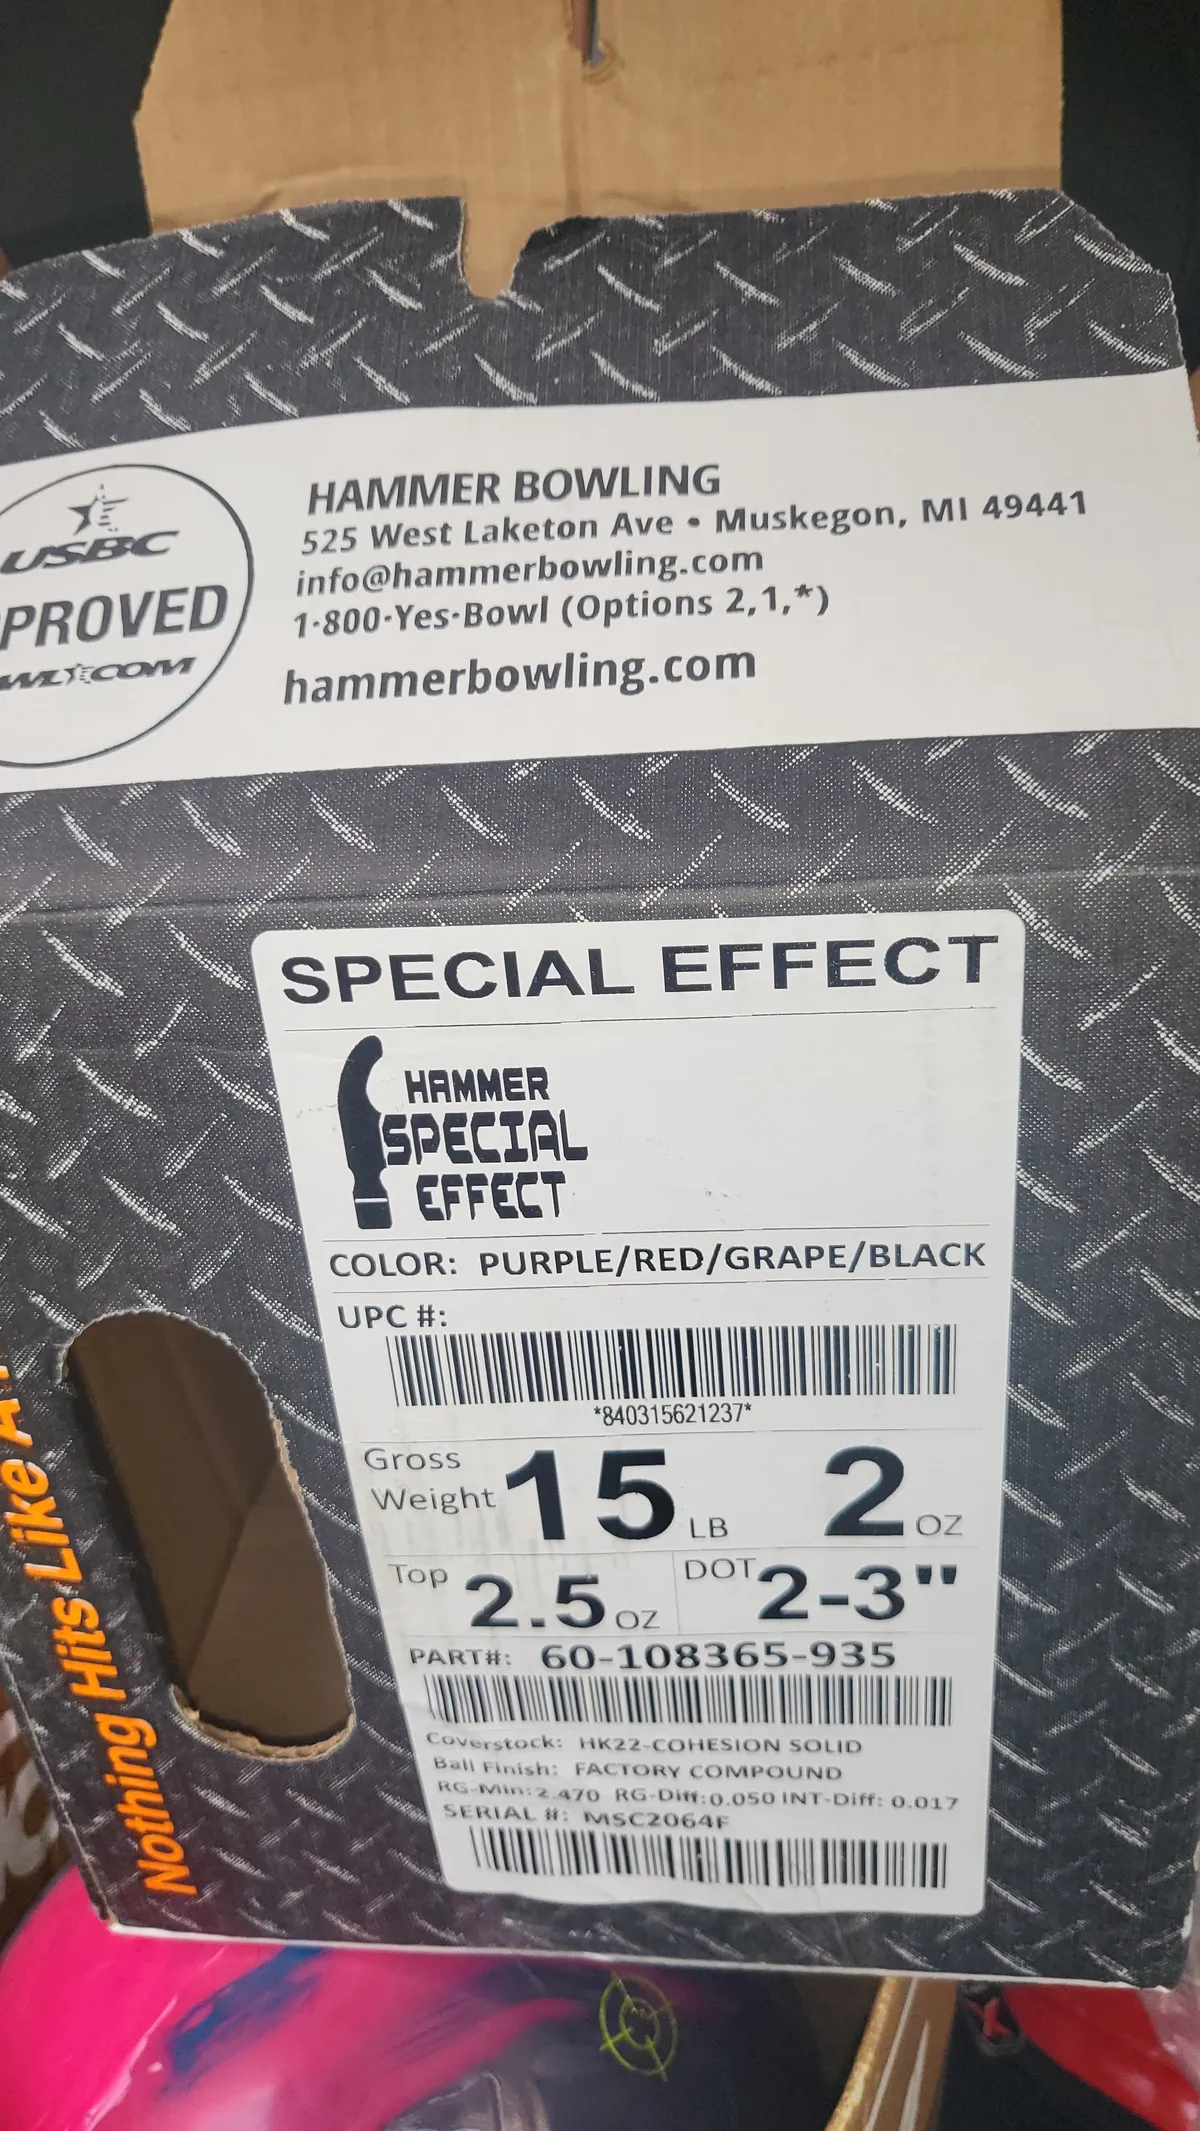 USBC
PROVED
HAMMER BOWLING
525 West Laketon Ave • Muskegon, MI 49441
info@hammerbowling.com
1-800-Yes-Bowl (Options 2,1,*)
hammerbowling.com
SPECIAL EFFECT
HAMMER
SPECIAL
EFFECT
COLOR: PURPLE/RED/GRAPE/BLACK
UPC #:
*840315621237*
Gross Weight 15 LB 2 OZ
Top 2.5 OZ DOT 2-3"
PART#: 60-108365-935
Coverstock: HK22-COHESION SOLID
Ball Finish: FACTORY COMPOUND
RG-Min:2.470 RG-Diff:0.050 INT-Diff: 0.017
SERIAL #: MSC2064F
Nothing Hits Like A